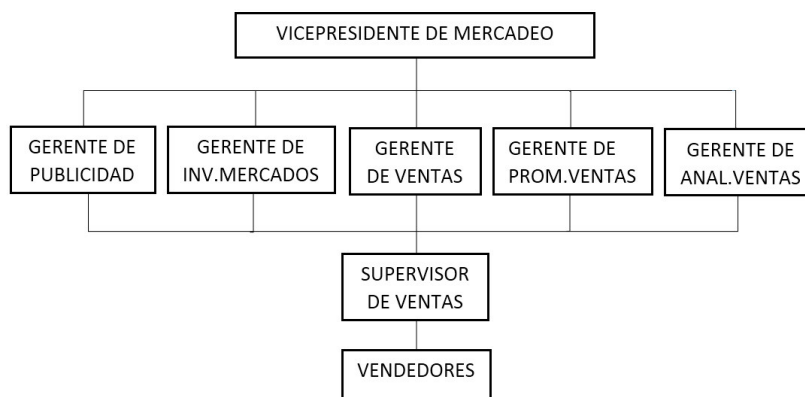 VICEPRESIDENTE DE MERCADEO
GERENTE DE
PUBLICIDAD
GERENTE DE
INV.MERCADOS
GERENTE
DE VENTAS
GERENTE DE
PROM.VENTAS
GERENTE DE
ANAL.VENTAS
SUPERVISOR
DE VENTAS
VENDEDORES